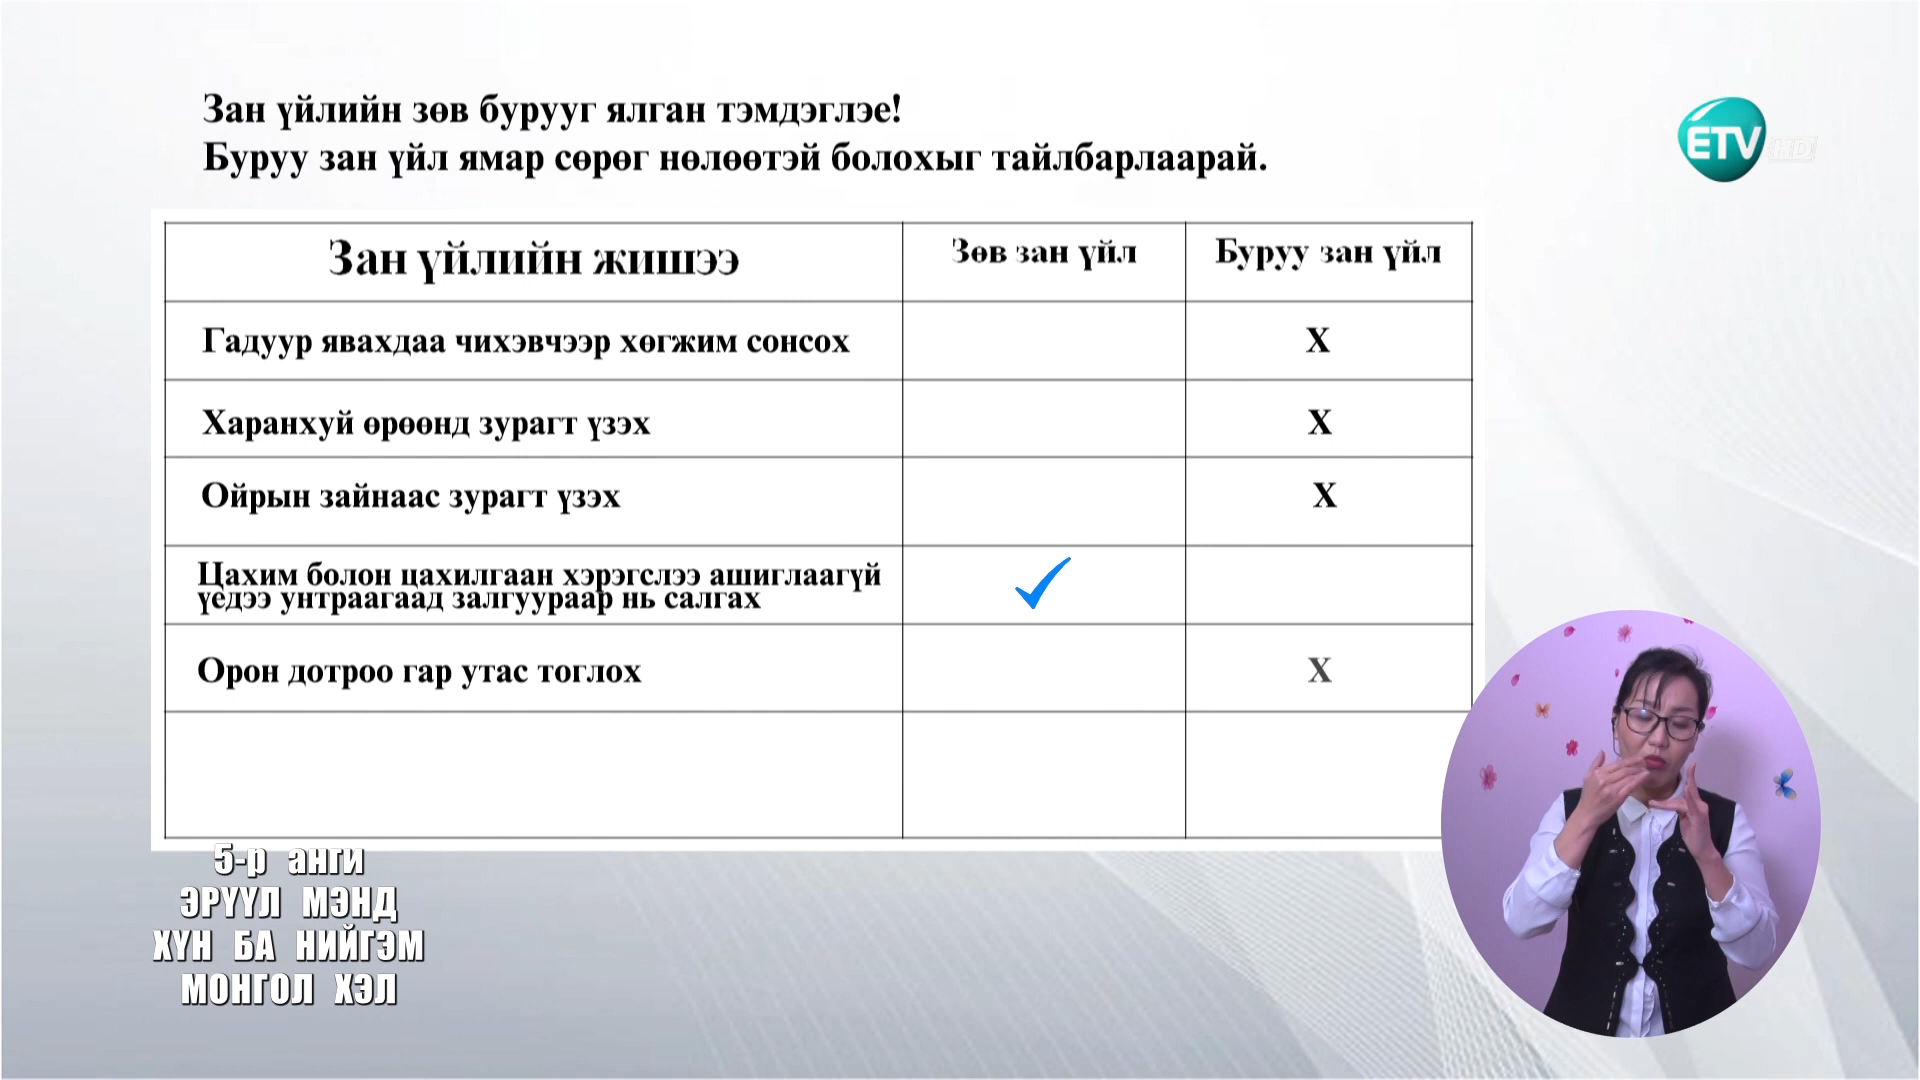 Зан үйлийн зөв бурууг ялган тэмдэглэе!
Буруу зан үйл ямар сөрөг нөлөөтэй болохыг тайлбарлаарай.
ETV HD
Зан үйлийн жишээ Зөв зан үйл Буруу зан үйл
Гадуур явахдаа чихэвчээр хөгжим сонсох X
Харанхуй өрөөнд зурагт үзэх X
Ойрын зайнаас зурагт үзэх X
Цахим болон цахилгаан хэрэгслээ ашиглаагүй
үедээ унтраагаад залгуураар нь салгах ✓
Орон дотроо гар утас тоглох X
5-р анги
ЭРҮҮЛ МЭНД
ХҮН БА НИЙГЭМ
МОНГОЛ ХЭЛ